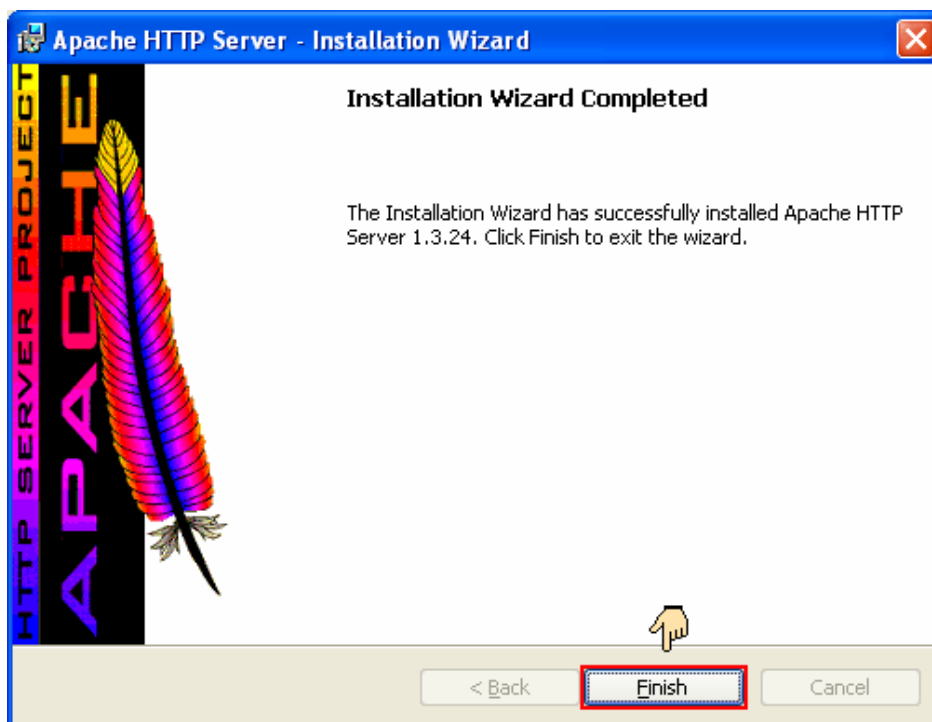 Apache HTTP Server - Installation Wizard
HTTP SERVER PROJECT
APACHE
Installation Wizard Completed
The Installation Wizard has successfully installed Apache HTTP
Server 1.3.24. Click Finish to exit the wizard.
< Back
Finish
Cancel